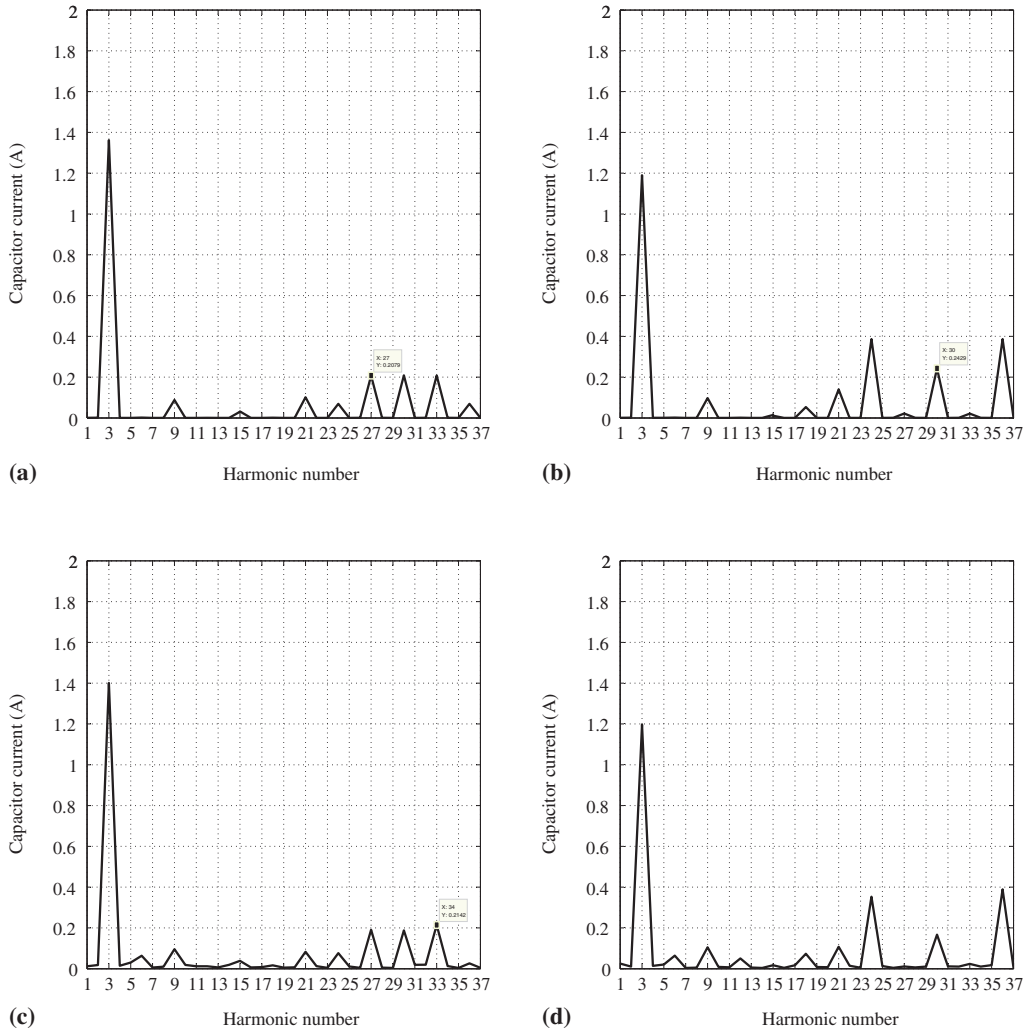 2
1.8
1.6
1.4
1.2
1
0.8
0.6
0.4
0.2
0
Capacitor current (A)
X: 27
Y: 0.2079
1 3 5 7 9 11 13 15 17 19 21 23 25 27 29 31 33 35 37
(a)
Harmonic number
2
1.8
1.6
1.4
1.2
1
0.8
0.6
0.4
0.2
0
Capacitor current (A)
X: 30
Y: 0.2429
1 3 5 7 9 11 13 15 17 19 21 23 25 27 29 31 33 35 37
(b)
Harmonic number
2
1.8
1.6
1.4
1.2
1
0.8
0.6
0.4
0.2
0
Capacitor current (A)
X: 34
Y: 0.2142
1 3 5 7 9 11 13 15 17 19 21 23 25 27 29 31 33 35 37
(c)
Harmonic number
2
1.8
1.6
1.4
1.2
1
0.8
0.6
0.4
0.2
0
Capacitor current (A)
1 3 5 7 9 11 13 15 17 19 21 23 25 27 29 31 33 35 37
(d)
Harmonic number